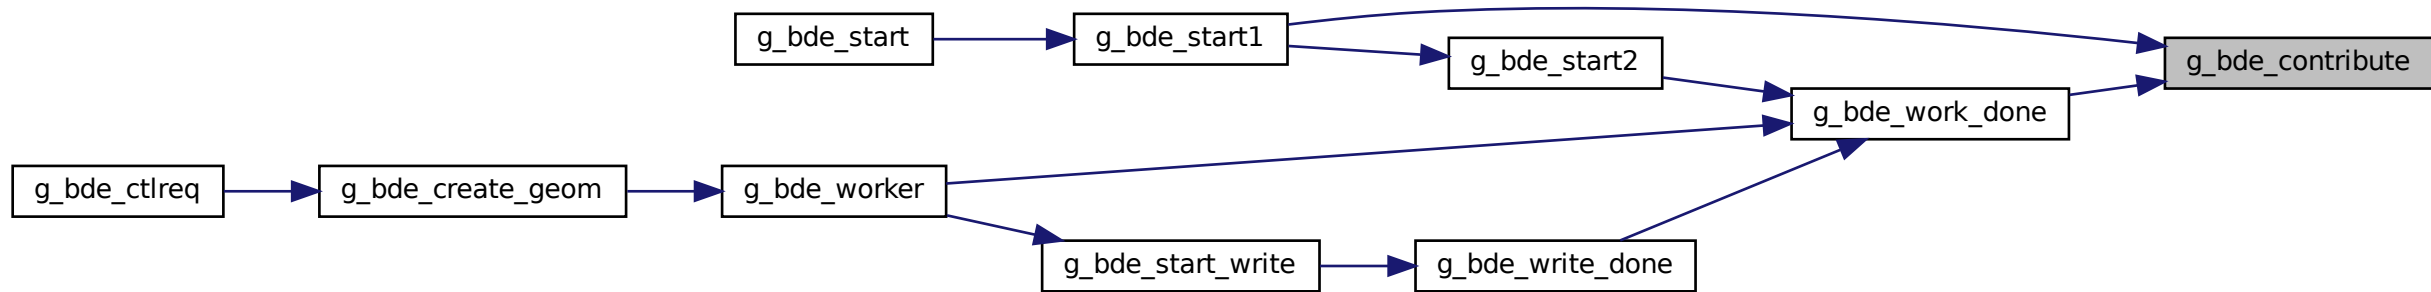 g_bde_start
g_bde_start1
g_bde_start2
g_bde_contribute
g_bde_work_done
g_bde_ctlreq
g_bde_create_geom
g_bde_worker
g_bde_start_write
g_bde_write_done